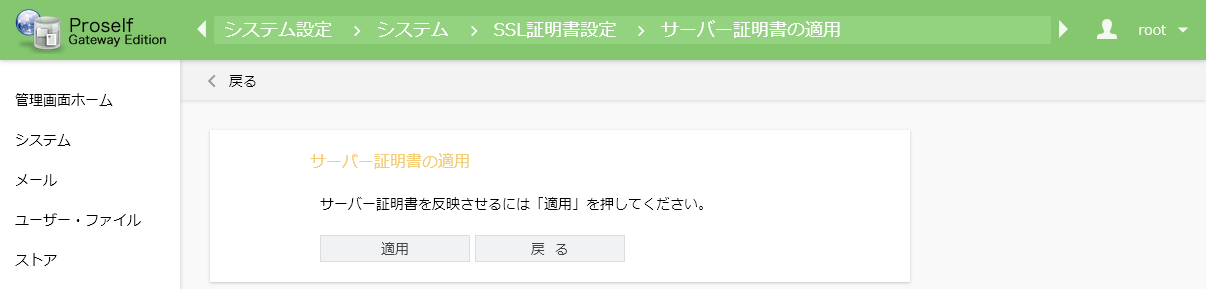 Proself
Gateway Edition
システム設定 > システム > SSL証明書設定 > サーバー証明書の適用
root
戻る
管理画面ホーム
システム
メール
ユーザー・ファイル
ストア
サーバー証明書の適用
サーバー証明書を反映させるには「適用」を押してください。
適用 戻 る